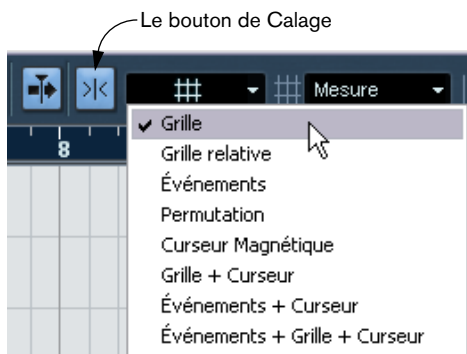 Le bouton de Calage
>|<
Mesure
8
Grille
Grille relative
Événements
Permutation
Curseur Magnétique
Grille + Curseur
Événements + Curseur
Événements + Grille + Curseur